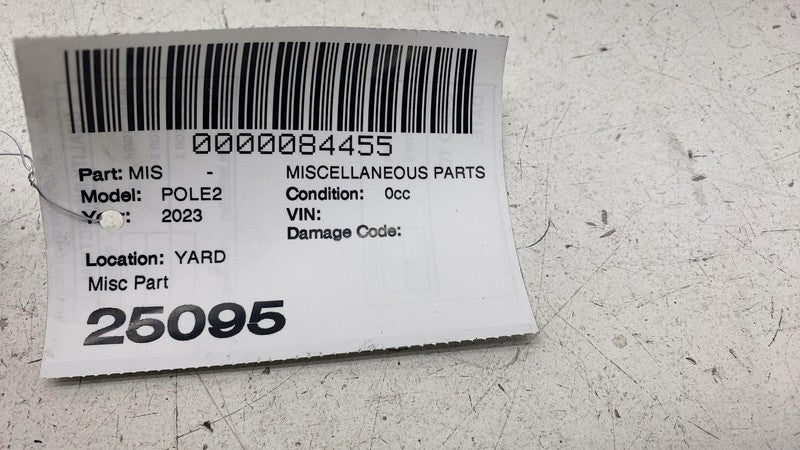 0000084455
Part: MIS - MISCELLANEOUS PARTS
Model: POLE2 Condition: 0cc
2023 VIN:
Damage Code:
Location: YARD
Misc Part
25095